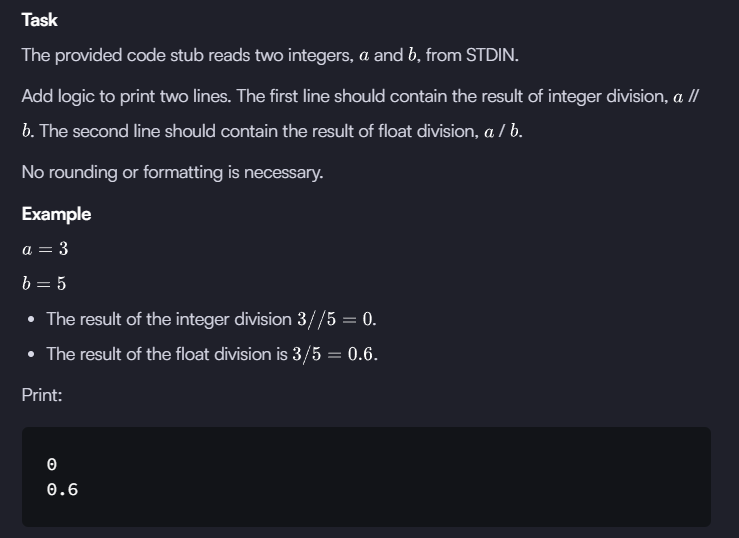 Task
The provided code stub reads two integers, a and b, from STDIN.
Add logic to print two lines. The first line should contain the result of integer division, a //
b. The second line should contain the result of float division, a / b.
No rounding or formatting is necessary.
Example
a = 3
b = 5
• The result of the integer division 3//5 = 0.
• The result of the float division is 3/5 = 0.6.
Print:
0
0.6